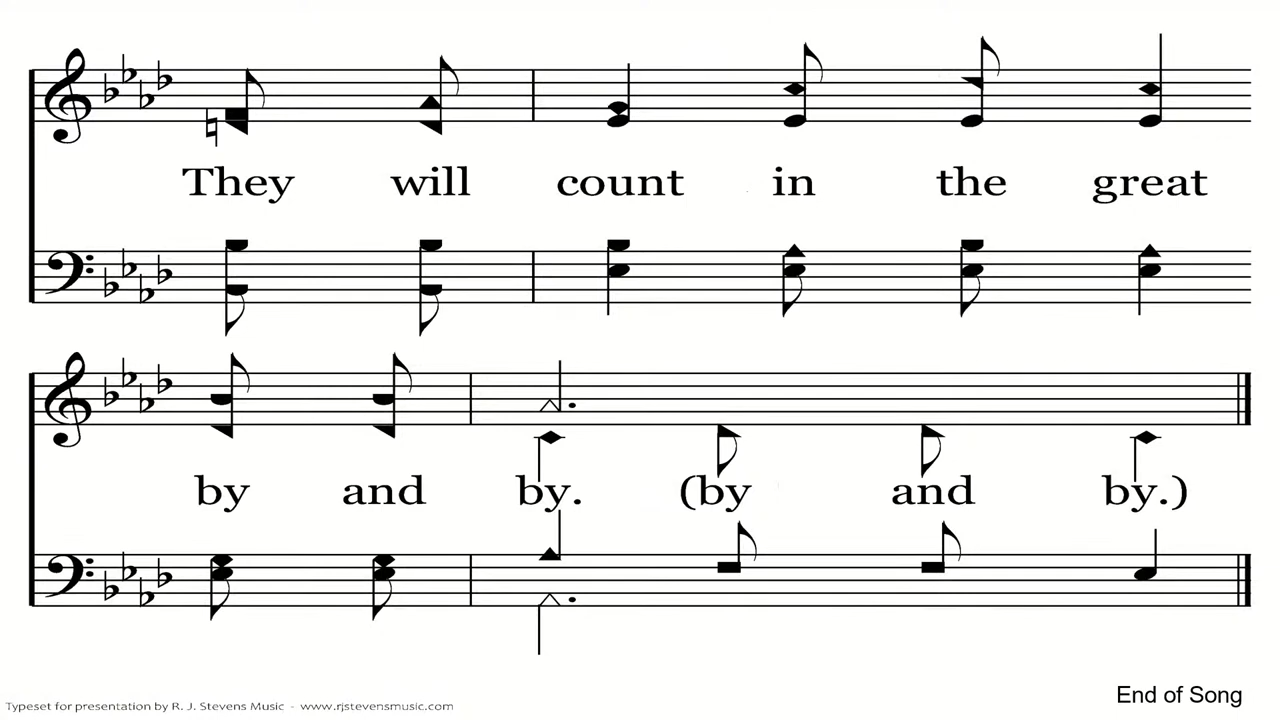 They will count in the great
by and by. (by and by.)
End of Song
Typeset for presentation by R. J. Stevens Music - www.rjstevensmusic.com